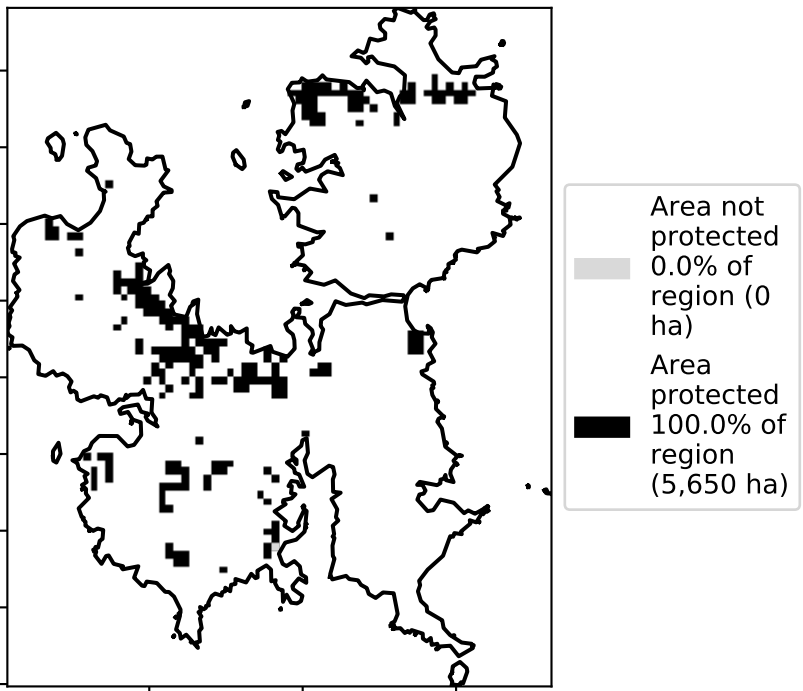 Area not
protected
0.0% of
region (0
ha)
Area
protected
100.0% of
region
(5,650 ha)